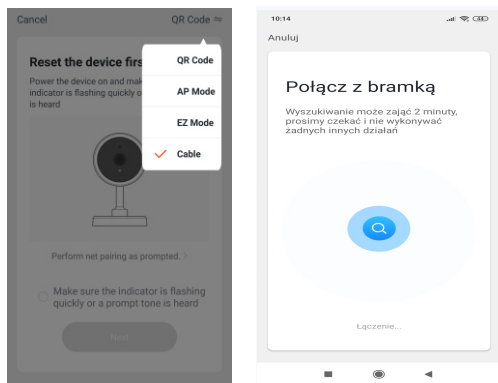 Cancel
QR Code
Reset the device firs
Power the device on and mak
indicator is flashing quickly o
is heard
QR Code
AP Mode
EZ Mode
Cable
Perform net pairing as prompted.
Make sure the indicator is flashing
quickly or a prompt tone is heard
Next
10:14
Anuluj
Połącz z bramką
Wyszukiwanie może zająć 2 minuty,
prosimy czekać i nie wykonywać
żadnych innych działań
Łączenie...